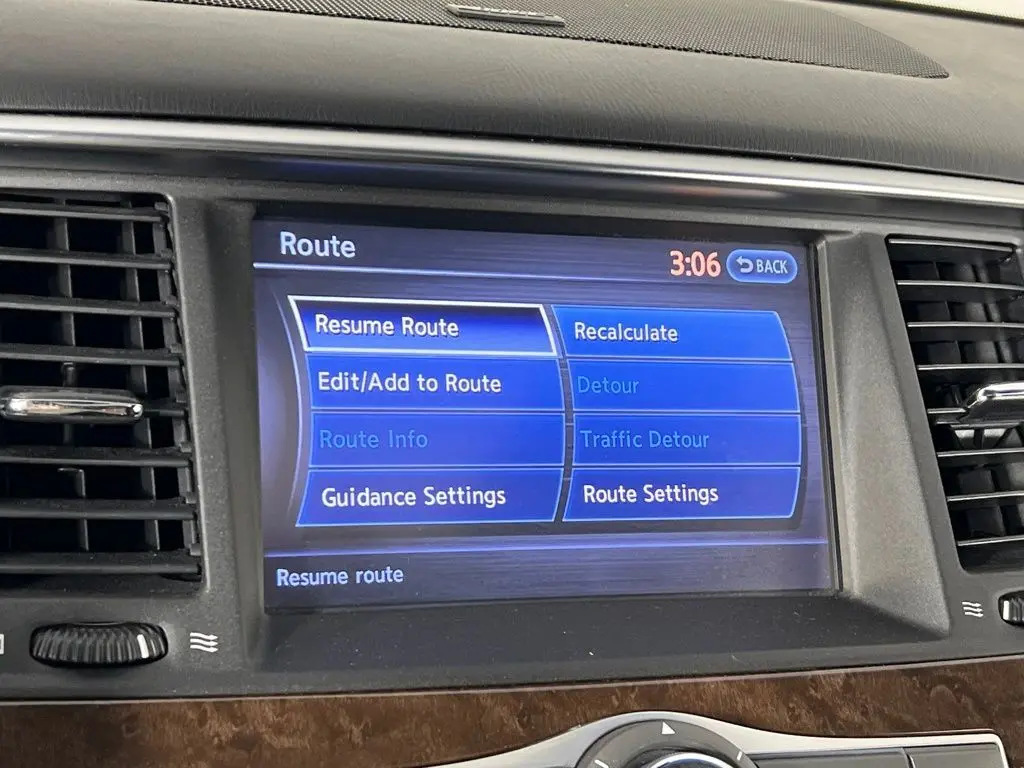 Route
3:06 BACK
Resume Route
Recalculate
Edit/Add to Route
Detour
Route Info
Traffic Detour
Guidance Settings
Route Settings
Resume route